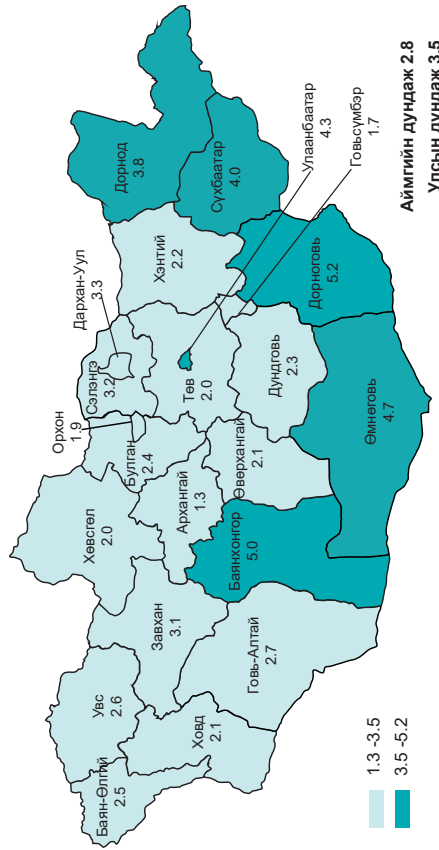 Баян-Өлгий
2.5
Увс
2.6
Ховд
2.1
Завхан
3.1
Говь-Алтай
2.7
Хөвсгөл
2.0
Архангай
1.3
Баянхонгор
5.0
Орхон
1.9
Булган
2.4
Өвөрхангай
2.1
Сэлэнгэ
3.2
Дархан-Уул
3.3
Төв
2.0
Дундговь
2.3
Өмнөговь
4.7
Хэнтий
2.2
Дорноговь
5.2
Дорнод
3.8
Сүхбаатар
4.0
Улаанбаатар
4.3
Говьсүмбэр
1.7
1.3 -3.5
3.5 -5.2
Аймгийн дундаж 2.8
Улсын дундаж 3.5